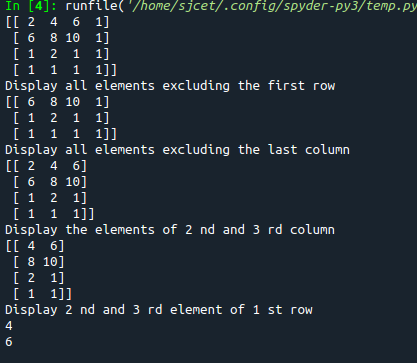 In [4]: runfile('/home/sjcet/.config/spyder-py3/temp.py
[[ 2  4  6  1]
 [ 6  8 10  1]
 [ 1  2  1  1]
 [ 1  1  1  1]]
Display all elements excluding the first row
[[ 6  8 10  1]
 [ 1  2  1  1]
 [ 1  1  1  1]]
Display all elements excluding the last column
[[ 2  4  6]
 [ 6  8 10]
 [ 1  2  1]
 [ 1  1  1]]
Display the elements of 2 nd and 3 rd column
[[ 4  6]
 [ 8 10]
 [ 2  1]
 [ 1  1]]
Display 2 nd and 3 rd element of 1 st row
4
6